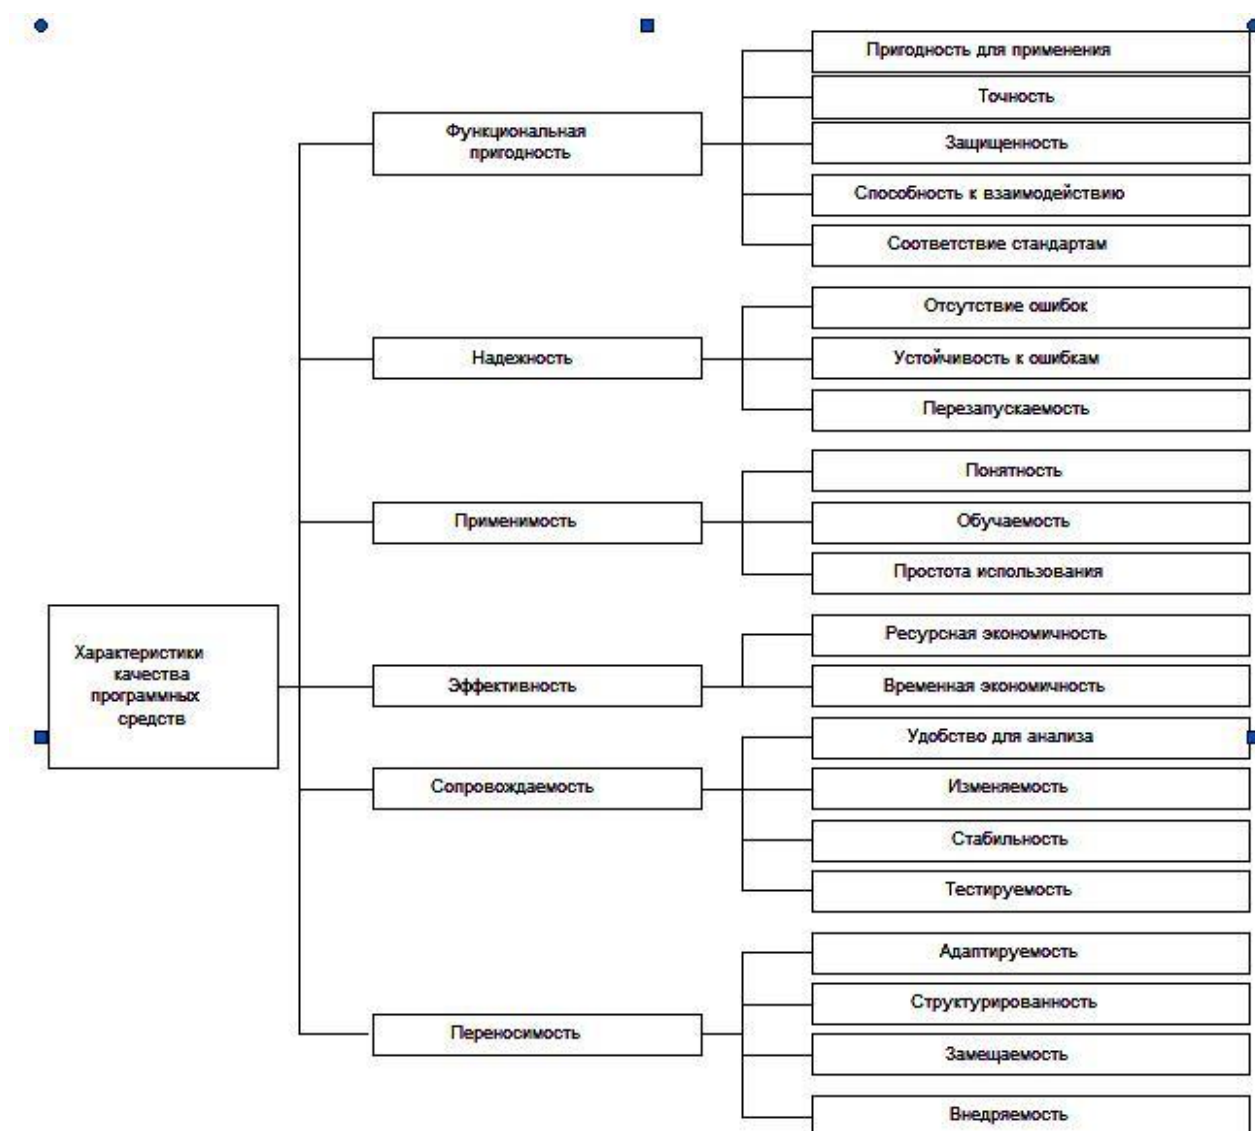 Характеристики
качества
программных
средств
Функциональная
пригодность
Пригодность для применения
Точность
Защищенность
Способность к взаимодействию
Соответствие стандартам
Надежность
Отсутствие ошибок
Устойчивость к ошибкам
Перезапускаемость
Применимость
Понятность
Обучаемость
Простота использования
Эффективность
Ресурсная экономичность
Временная экономичность
Сопровождаемость
Удобство для анализа
Изменяемость
Стабильность
Тестируемость
Переносимость
Адаптируемость
Структурированность
Замещаемость
Внедряемость